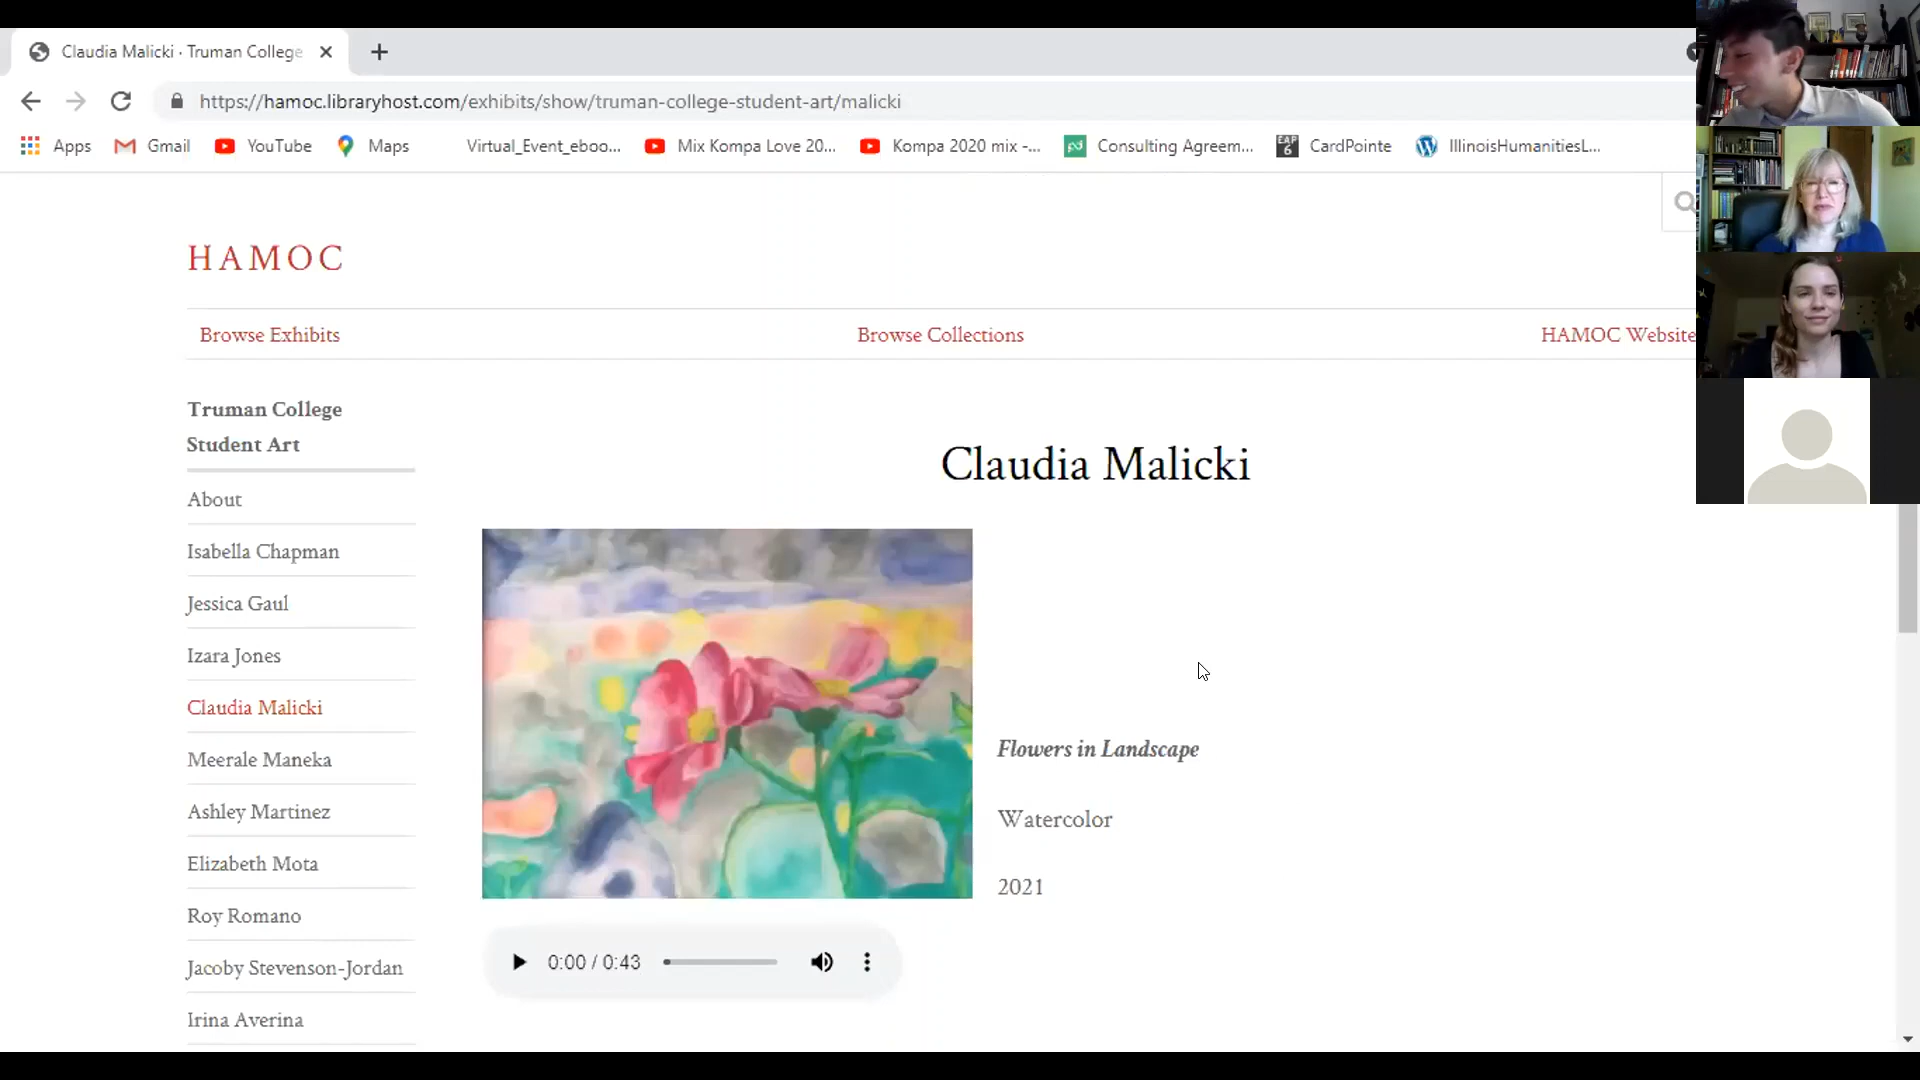 Claudia Malicki · Truman College
https://hamoc.libraryhost.com/exhibits/show/truman-college-student-art/malicki
Apps Gmail YouTube Maps Virtual_Event_eboo... Mix Kompa Love 20... Kompa 2020 mix -... Consulting Agreem... EAP 6 CardPointe IllinoisHumanitiesL...
HAMOC
Browse Exhibits Browse Collections HAMOC Website
Truman College
Student Art
About
Isabella Chapman
Jessica Gaul
Izara Jones
Claudia Malicki
Meerale Maneka
Ashley Martinez
Elizabeth Mota
Roy Romano
Jacoby Stevenson-Jordan
Irina Averina
Claudia Malicki
Flowers in Landscape
Watercolor
2021
0:00 / 0:43